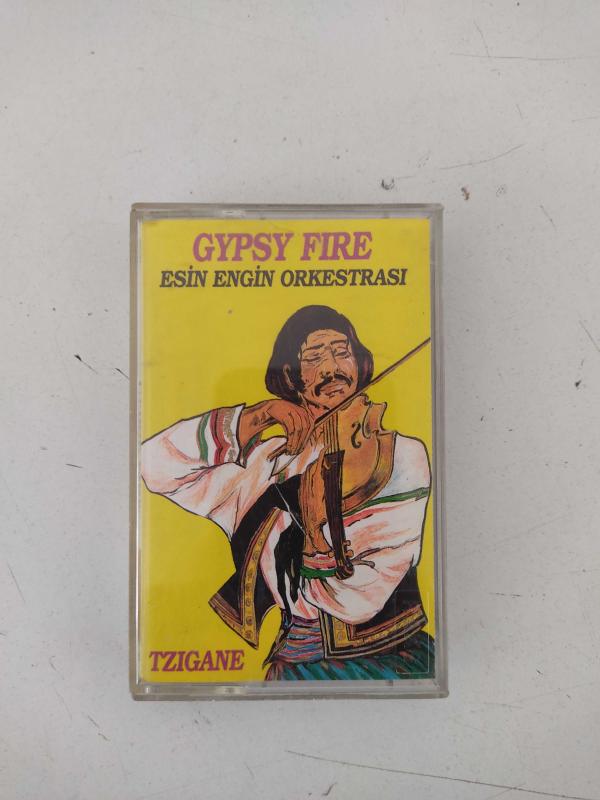 GYPSY FIRE
ESİN ENGİN ORKESTRASI
TZIGANE